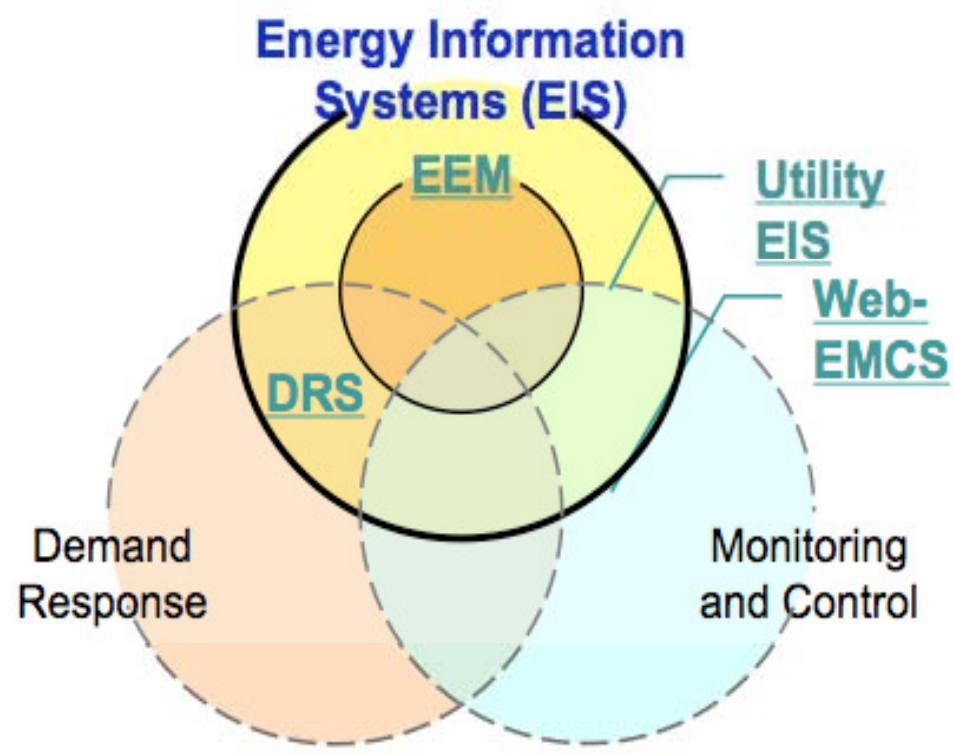 Energy Information
Systems (EIS)
EEM
Utility
EIS
Web-
EMCS
DRS
Demand
Response
Monitoring
and Control